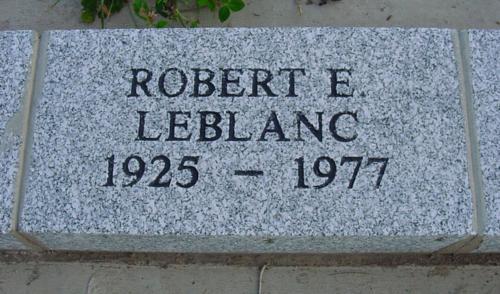 ROBERT E.
LEBLANC
1925 – 1977